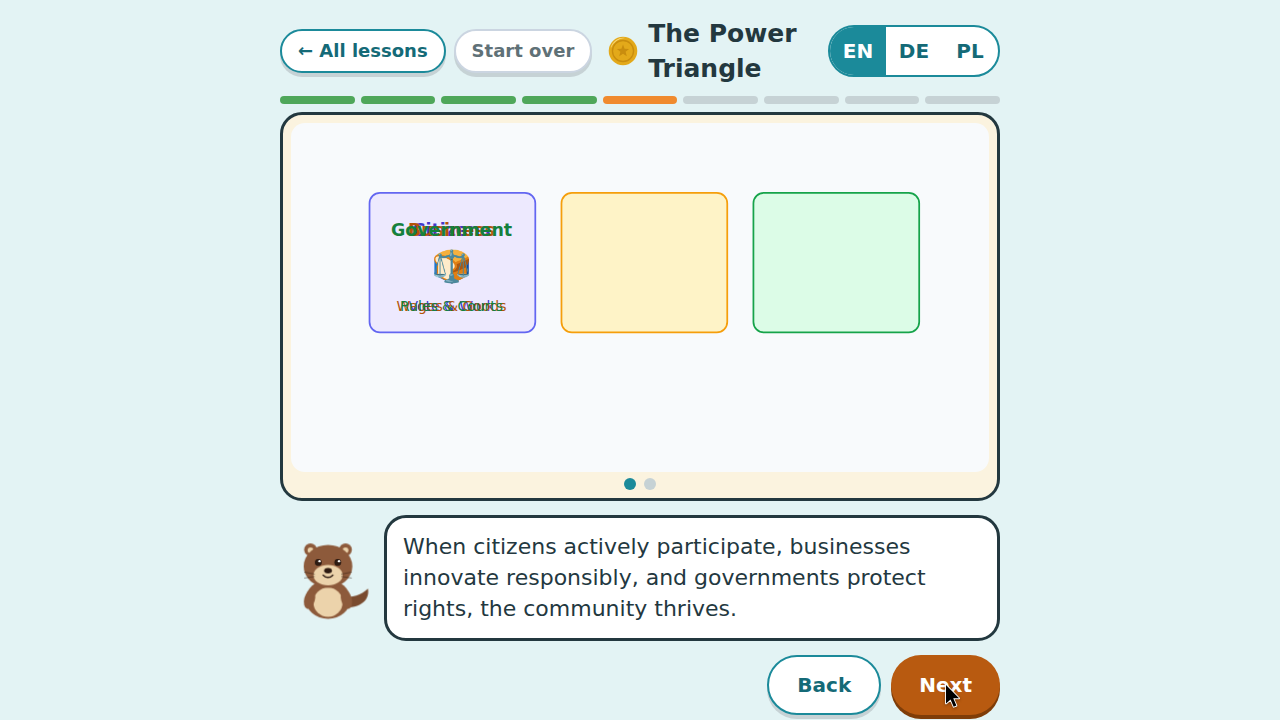 ← All lessons
Start over
The Power
Triangle
EN DE PL
Government
When citizens actively participate, businesses
innovate responsibly, and governments protect
rights, the community thrives.
Back
Next